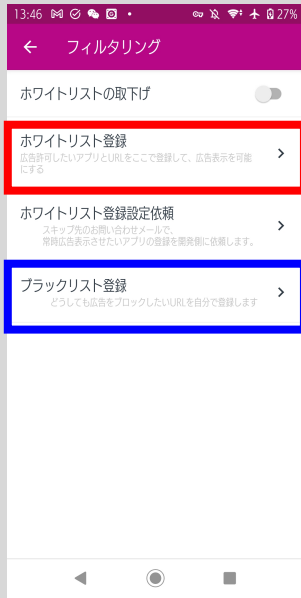 13:46 27%
フィルタリング
ホワイトリストの取下げ
ホワイトリスト登録
広告許可したいアプリとURLをここで登録して、広告表示を可能
にする
ホワイトリスト登録設定依頼
スキップ先のお問い合わせメールで、
常時広告表示させたいアプリの登録を開発側に依頼します。
ブラックリスト登録
どうしても広告をブロックしたいURLを自分で登録します